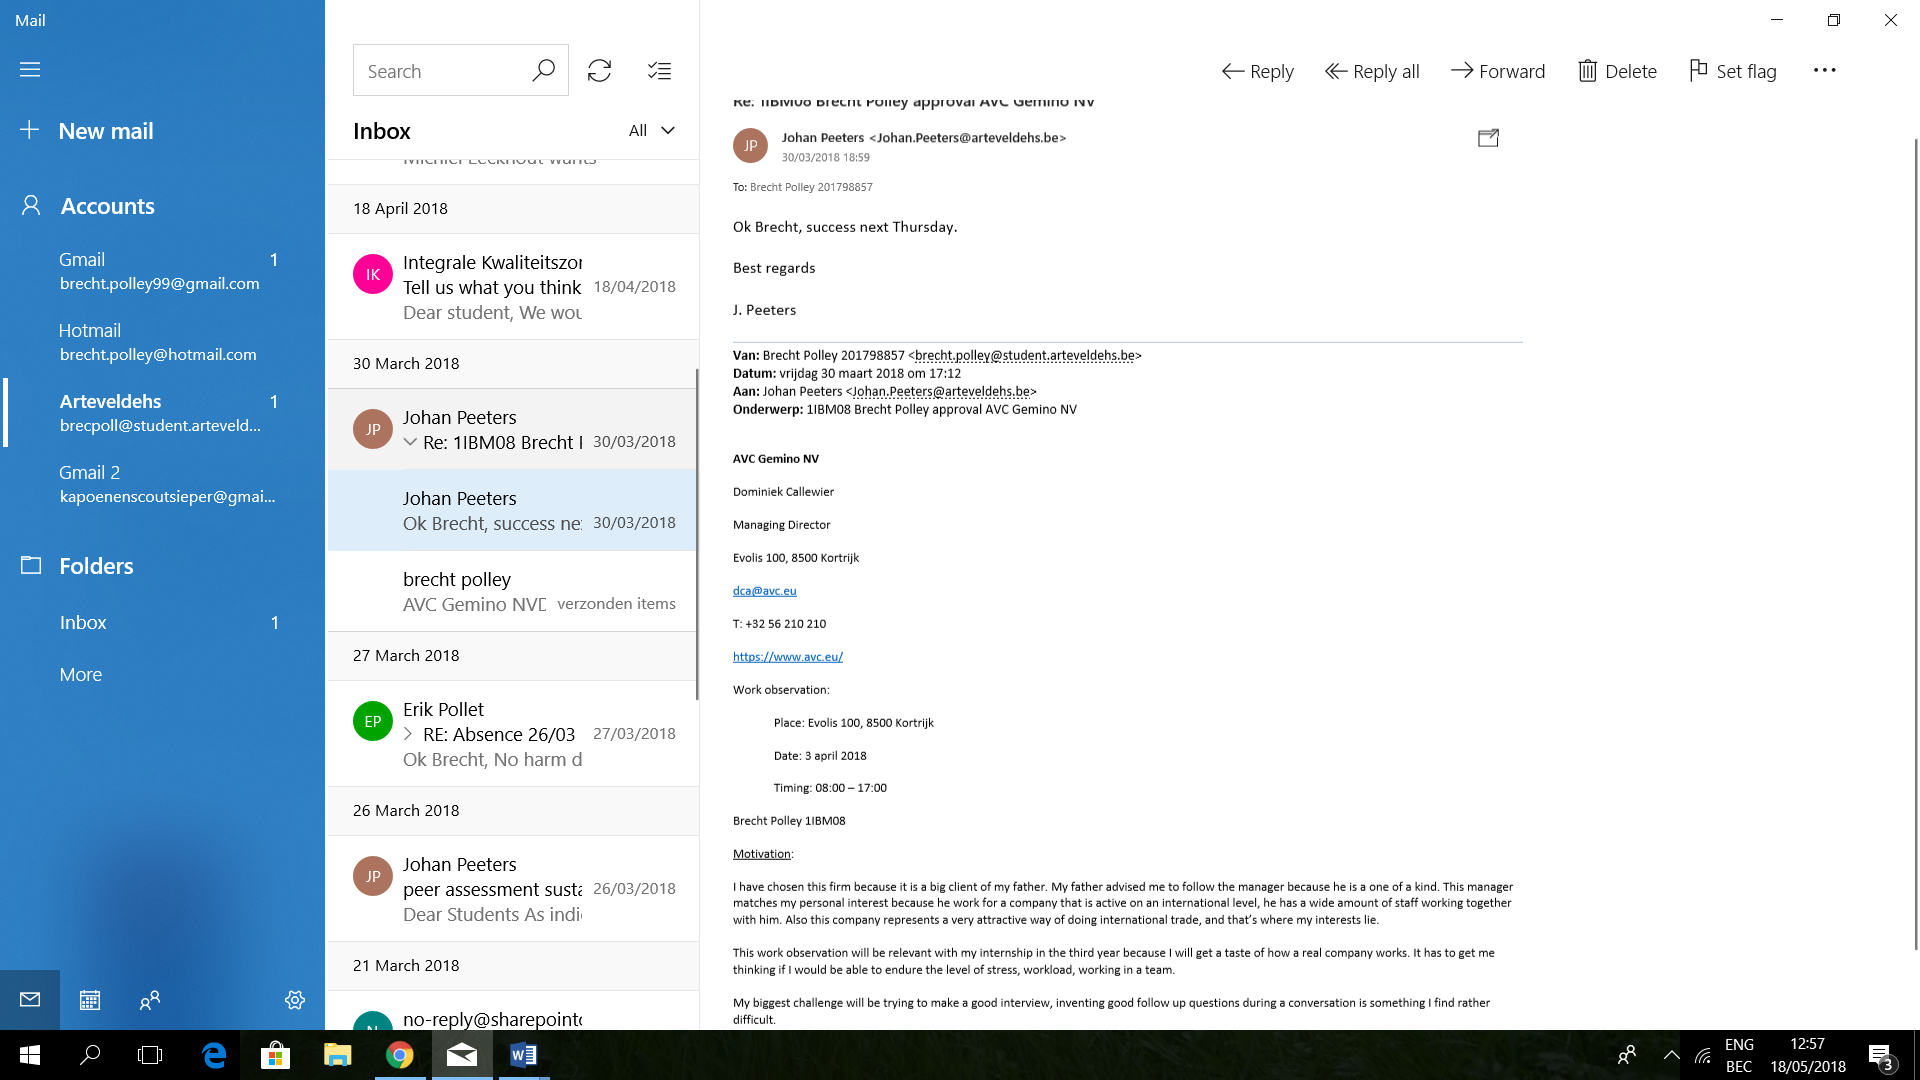 Mail
New mail
Accounts
Gmail 1
brecht.polley99@gmail.com
Hotmail
brecht.polley@hotmail.com
Arteveldehs 1
brecpoll@student.arteveld...
Gmail 2
kapoenenscoutsieper@gmai...
Folders
Inbox 1
More
Search
Inbox All
Michiel Eeckhout wants
18 April 2018
IK
Integrale Kwaliteitszor
Tell us what you think 18/04/2018
Dear student, We wou
30 March 2018
JP
Johan Peeters
Re: 1IBM08 Brecht 30/03/2018
Johan Peeters
Ok Brecht, success ne: 30/03/2018
brecht polley
AVC Gemino NVD verzonden items
27 March 2018
EP
Erik Pollet
RE: Absence 26/03 27/03/2018
Ok Brecht, No harm d
26 March 2018
JP
Johan Peeters
peer assessment susta 26/03/2018
Dear Students As indi
21 March 2018
no-reply@sharepointo
Reply Reply all Forward Delete Set flag
Re: 1IBM08 Brecht Polley approval AVC Gemino NV
JP
Johan Peeters <Johan.Peeters@arteveldehs.be>
30/03/2018 18:59
To: Brecht Polley 201798857
Ok Brecht, success next Thursday.
Best regards
J. Peeters
Van: Brecht Polley 201798857 <brecht.polley@student.arteveldehs.be>
Datum: vrijdag 30 maart 2018 om 17:12
Aan: Johan Peeters <Johan.Peeters@arteveldehs.be>
Onderwerp: 1IBM08 Brecht Polley approval AVC Gemino NV
AVC Gemino NV
Dominiek Callewier
Managing Director
Evolis 100, 8500 Kortrijk
dca@avc.eu
T: +32 56 210 210
https://www.avc.eu/
Work observation:
Place: Evolis 100, 8500 Kortrijk
Date: 3 april 2018
Timing: 08:00 – 17:00
Brecht Polley 1IBM08
Motivation:
I have chosen this firm because it is a big client of my father. My father advised me to follow the manager because he is a one of a kind. This manager
matches my personal interest because he work for a company that is active on an international level, he has a wide amount of staff working together
with him. Also this company represents a very attractive way of doing international trade, and that's where my interests lie.
This work observation will be relevant with my internship in the third year because I will get a taste of how a real company works. It has to get me
thinking if I would be able to endure the level of stress, workload, working in a team.
My biggest challenge will be trying to make a good interview, inventing good follow up questions during a conversation is something I find rather
difficult.
ENG
BEC
12:57
18/05/2018
3